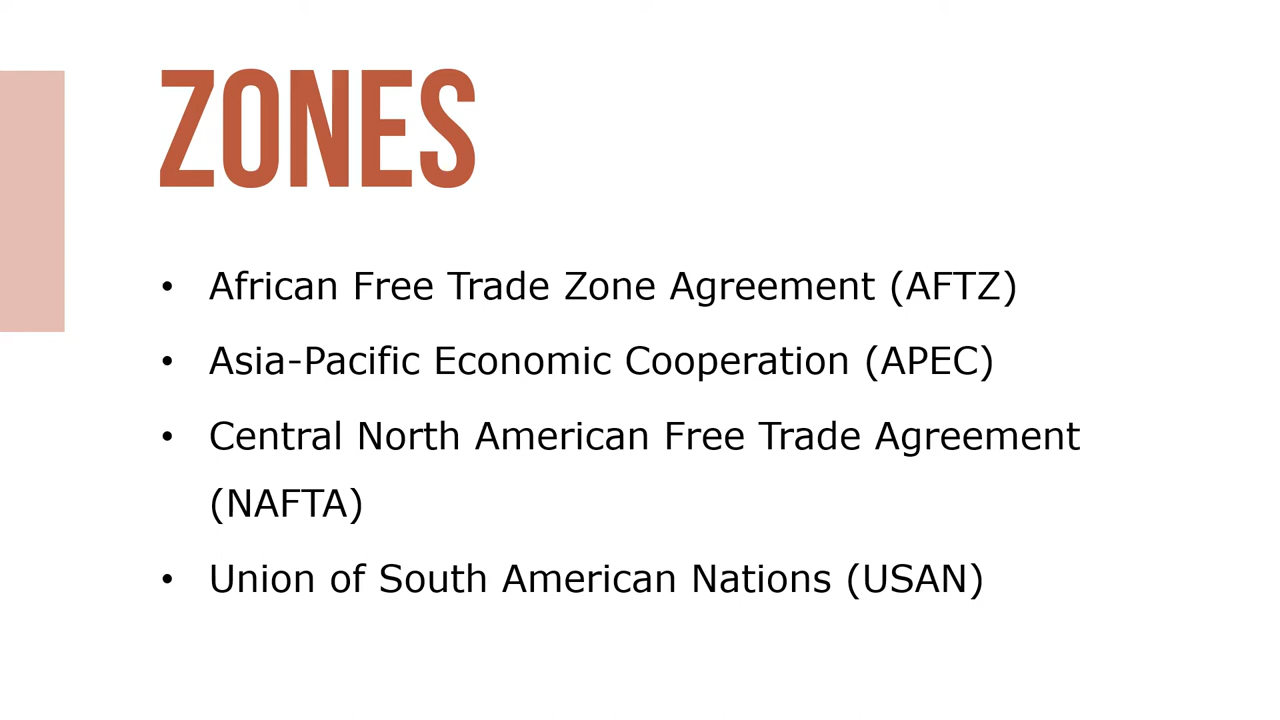 ZONES
• African Free Trade Zone Agreement (AFTZ)
• Asia-Pacific Economic Cooperation (APEC)
• Central North American Free Trade Agreement
(NAFTA)
• Union of South American Nations (USAN)